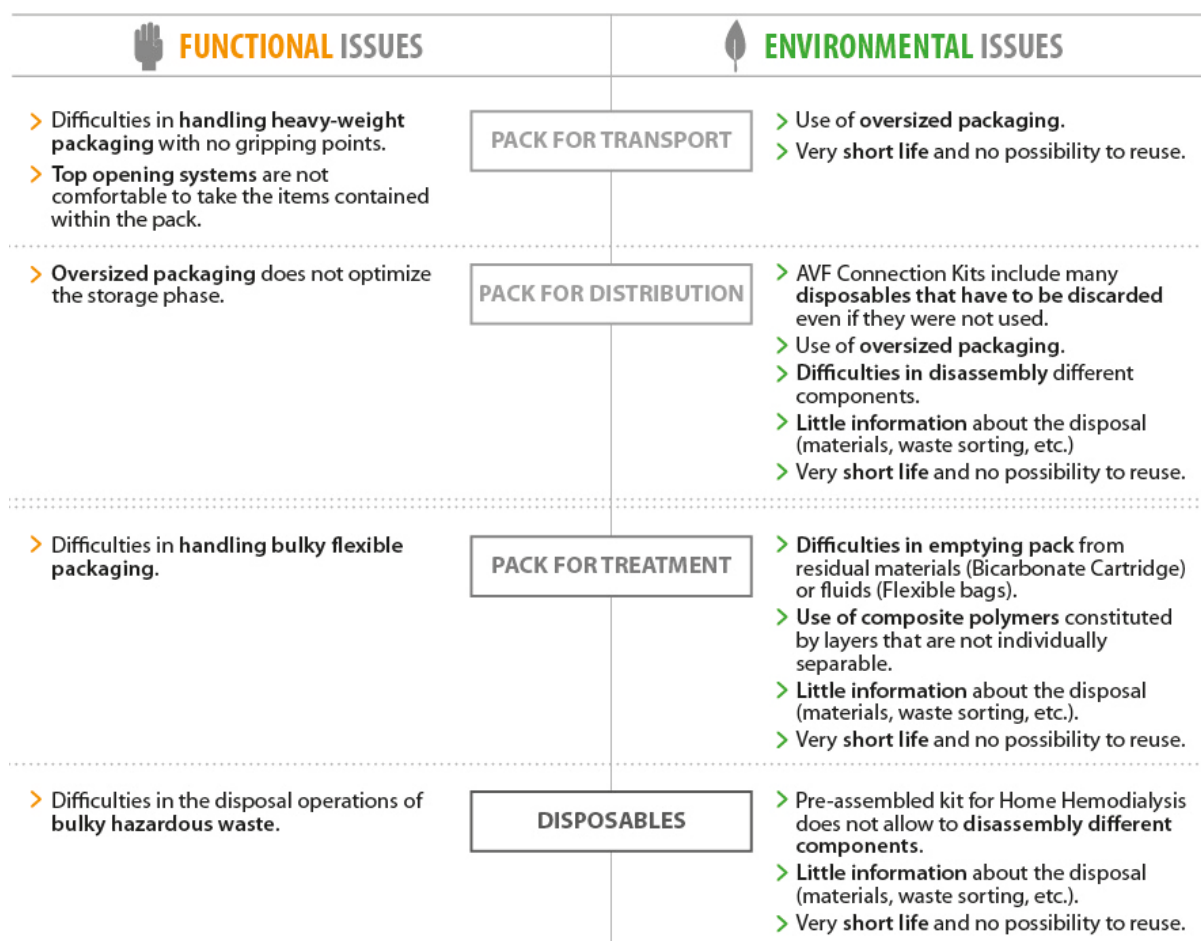 FUNCTIONAL ISSUES
ENVIRONMENTAL ISSUES
Difficulties in handling heavy-weight
packaging with no gripping points.
Top opening systems are not
comfortable to take the items contained
within the pack.
PACK FOR TRANSPORT
Use of oversized packaging.
Very short life and no possibility to reuse.
Oversized packaging does not optimize
the storage phase.
PACK FOR DISTRIBUTION
AVF Connection Kits include many
disposables that have to be discarded
even if they were not used.
Use of oversized packaging.
Difficulties in disassembly different
components.
Little information about the disposal
(materials, waste sorting, etc.)
Very short life and no possibility to reuse.
Difficulties in handling bulky flexible
packaging.
PACK FOR TREATMENT
Difficulties in emptying pack from
residual materials (Bicarbonate Cartridge)
or fluids (Flexible bags).
Use of composite polymers constituted
by layers that are not individually
separable.
Little information about the disposal
(materials, waste sorting, etc.).
Very short life and no possibility to reuse.
Difficulties in the disposal operations of
bulky hazardous waste.
DISPOSABLES
Pre-assembled kit for Home Hemodialysis
does not allow to disassembly different
components.
Little information about the disposal
(materials, waste sorting, etc.).
Very short life and no possibility to reuse.